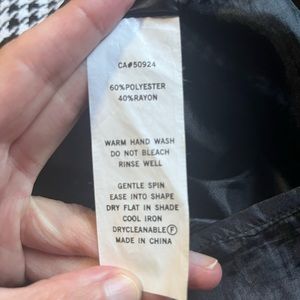 CA#50924
60%POLYESTER
40%RAYON
WARM HAND WASH
DO NOT BLEACH
RINSE WELL
GENTLE SPIN
EASE INTO SHAPE
DRY FLAT IN SHADE
COOL IRON
DRYCLEANABLE Ⓕ
MADE IN CHINA